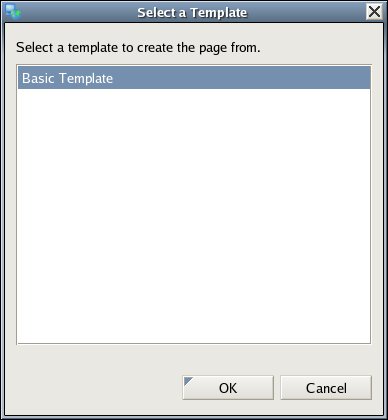 Select a Template
Select a template to create the page from.
Basic Template
OK
Cancel